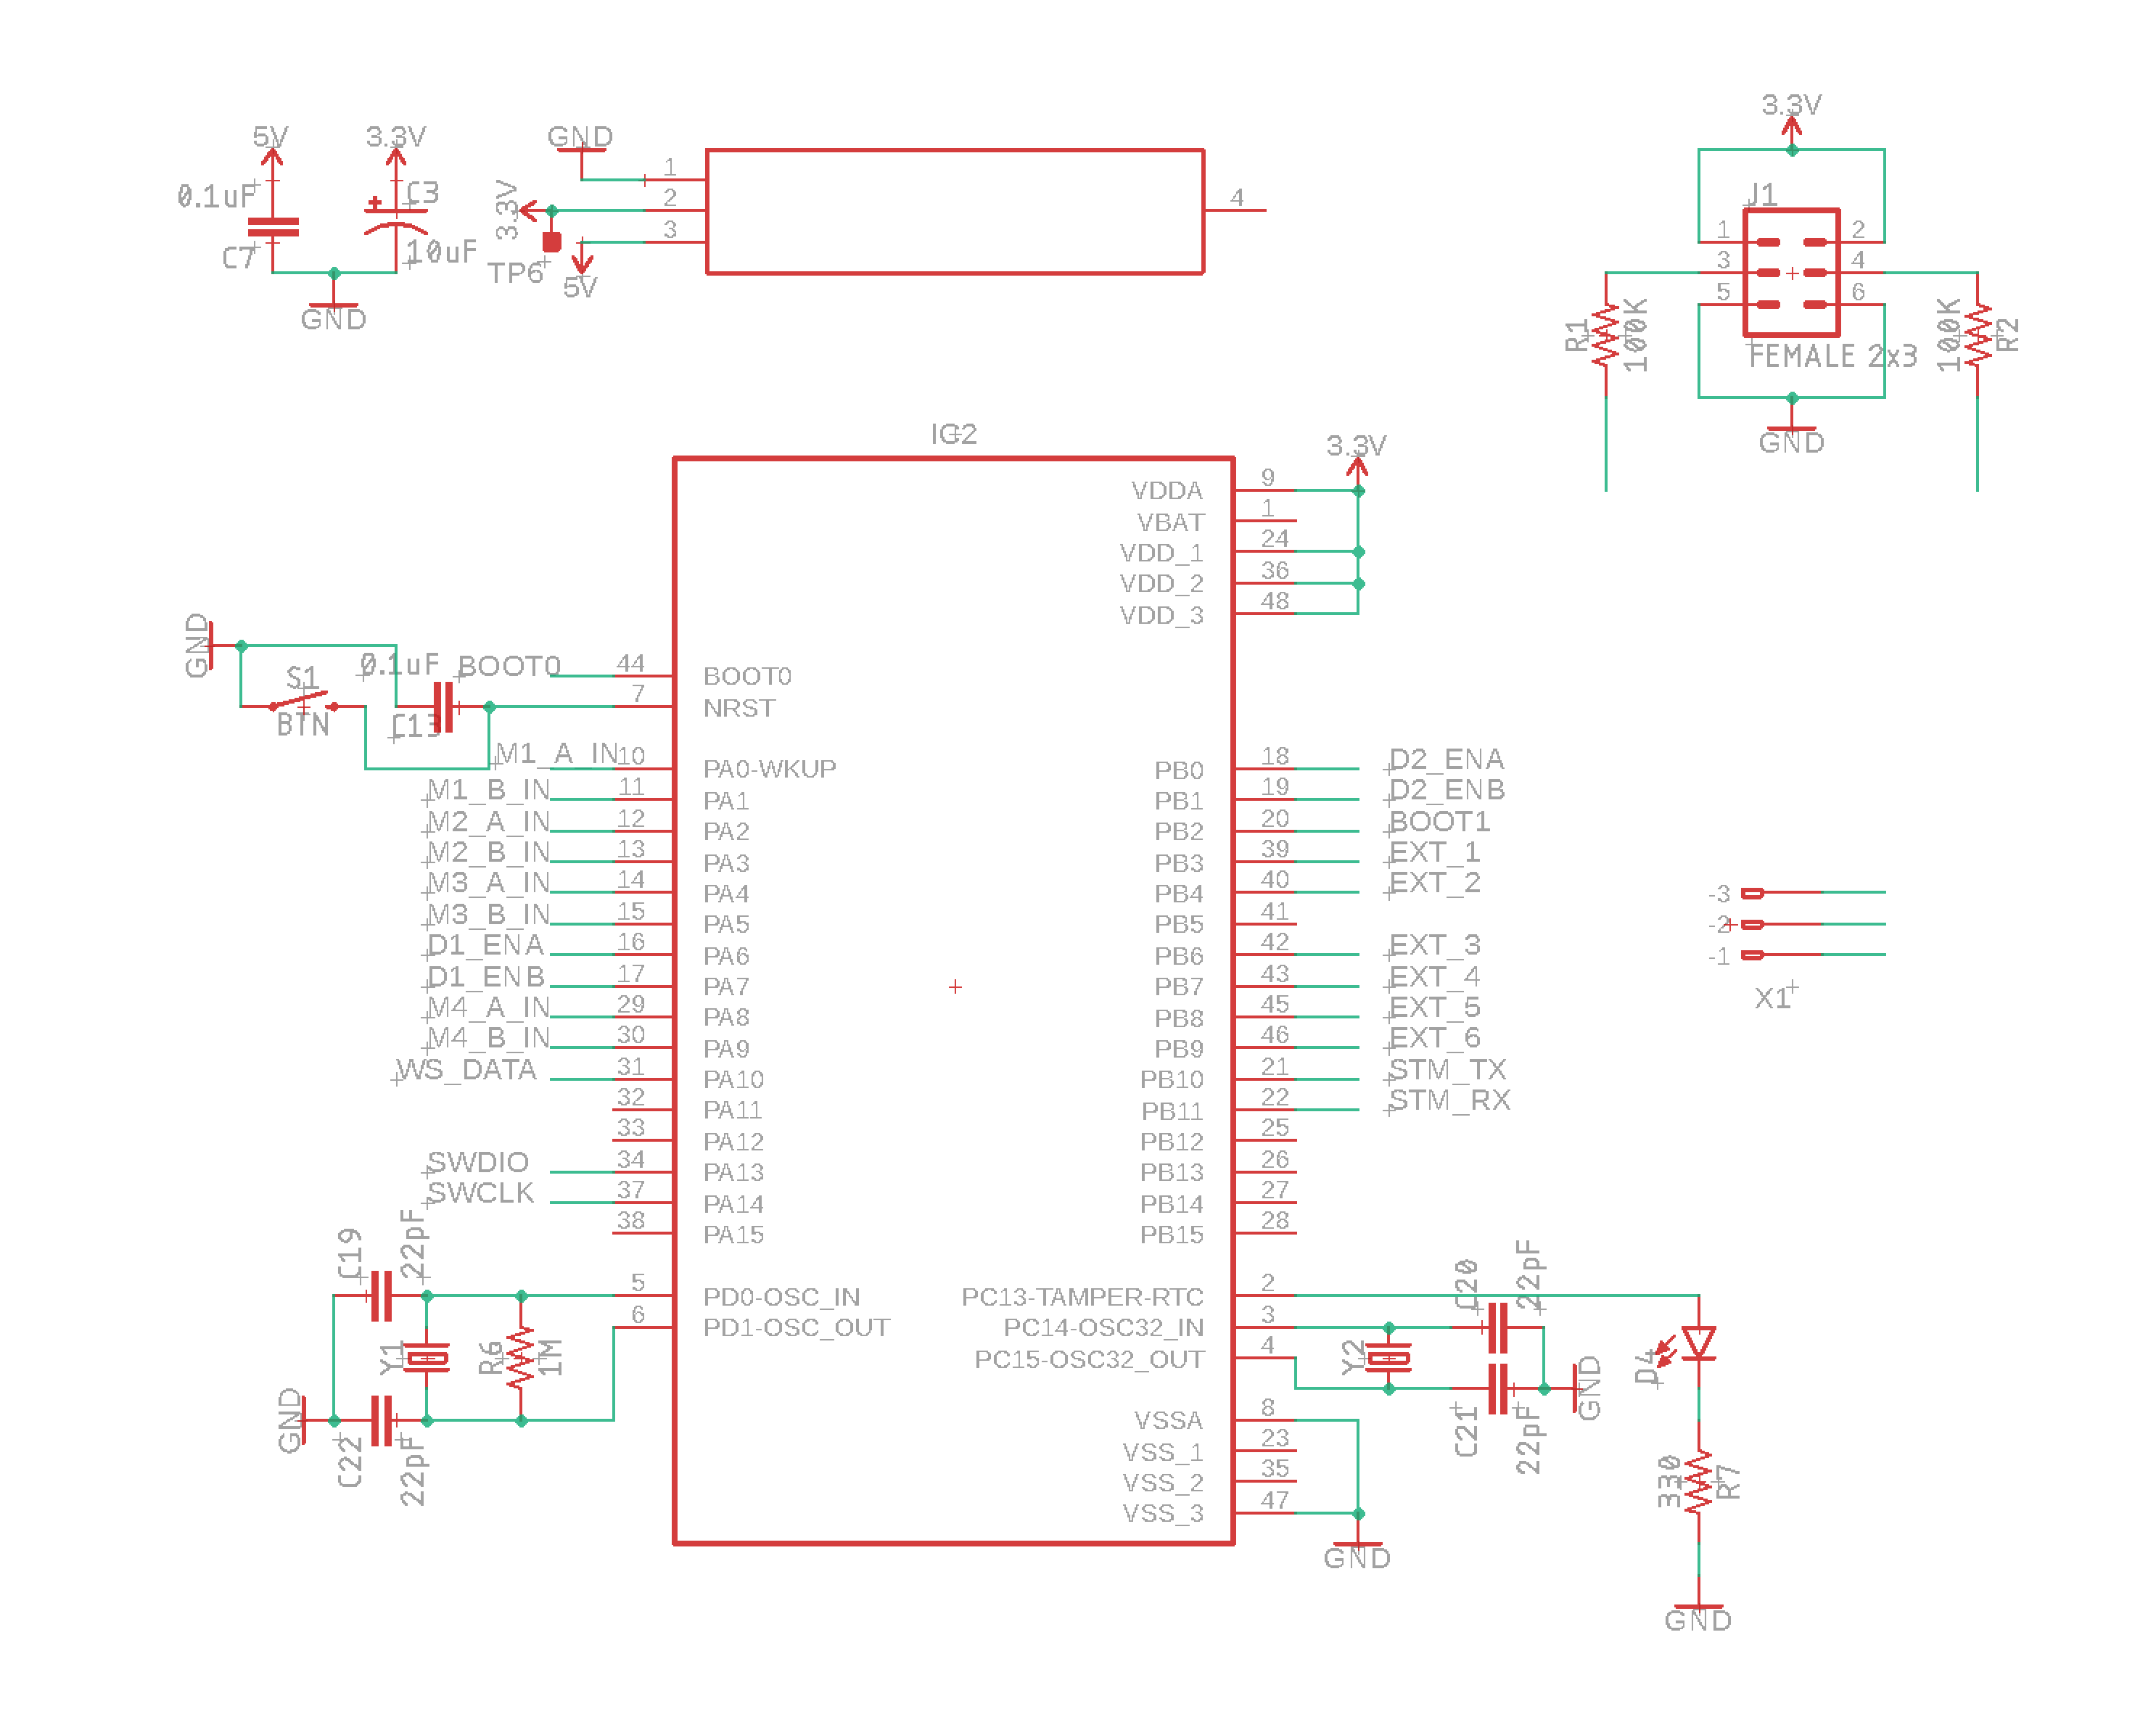 5V
3.3V
GND
3.3V
0.1uF
C3
C7
10uF
GND
1
2
3
4
3.3V
TP6
5V
J1
1
2
3
4
5
6
R1
100K
100K
R2
FEMALE 2x3
GND
IC2
3.3V
VDDA 9
VBAT 1
VDD_1 24
VDD_2 36
VDD_3 48
GND
S1
BTN
0.1uF
C13
BOOT0 44 BOOT0
7 NRST
M1_A_IN 10 PA0-WKUP
M1_B_IN 11 PA1
M2_A_IN 12 PA2
M2_B_IN 13 PA3
M3_A_IN 14 PA4
M3_B_IN 15 PA5
D1_ENA 16 PA6
D1_ENB 17 PA7
M4_A_IN 29 PA8
M4_B_IN 30 PA9
WS_DATA 31 PA10
32 PA11
33 PA12
SWDIO 34 PA13
SWCLK 37 PA14
38 PA15
PB0 18 D2_ENA
PB1 19 D2_ENB
PB2 20 BOOT1
PB3 39 EXT_1
PB4 40 EXT_2
PB5 41
PB6 42 EXT_3
PB7 43 EXT_4
PB8 45 EXT_5
PB9 46 EXT_6
PB10 21 STM_TX
PB11 22 STM_RX
PB12 25
PB13 26
PB14 27
PB15 28
-3
-2
-1
X1
C19
22pF
5 PD0-OSC_IN
6 PD1-OSC_OUT
Y1
R6
1M
GND
C22
22pF
PC13-TAMPER-RTC 2
PC14-OSC32_IN 3
PC15-OSC32_OUT 4
C20
22pF
Y2
GND
C21
22pF
D4
VSSA 8
VSS_1 23
VSS_2 35
VSS_3 47
GND
330
R7
GND